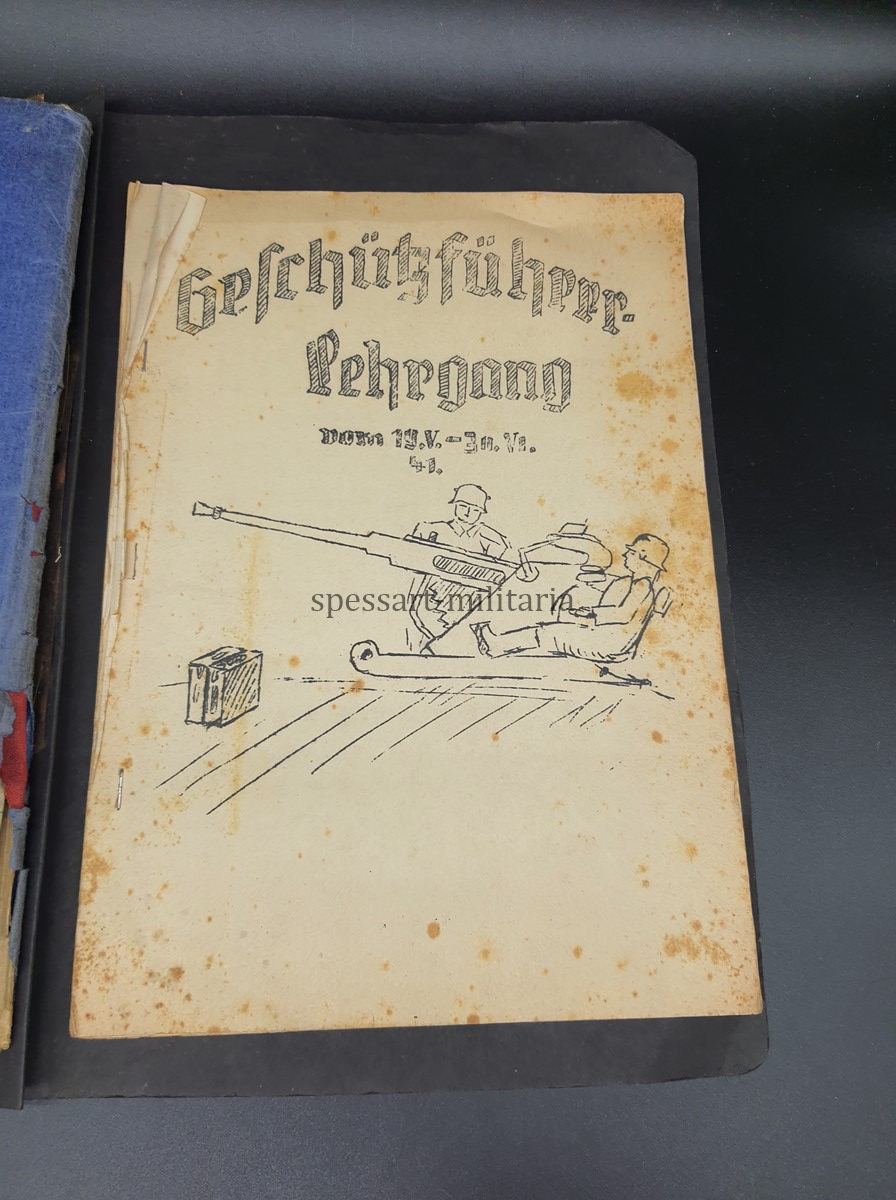 Geschützführer-
Lehrgang
vom 19.V.-30.VI.
41.
spessart-militaria